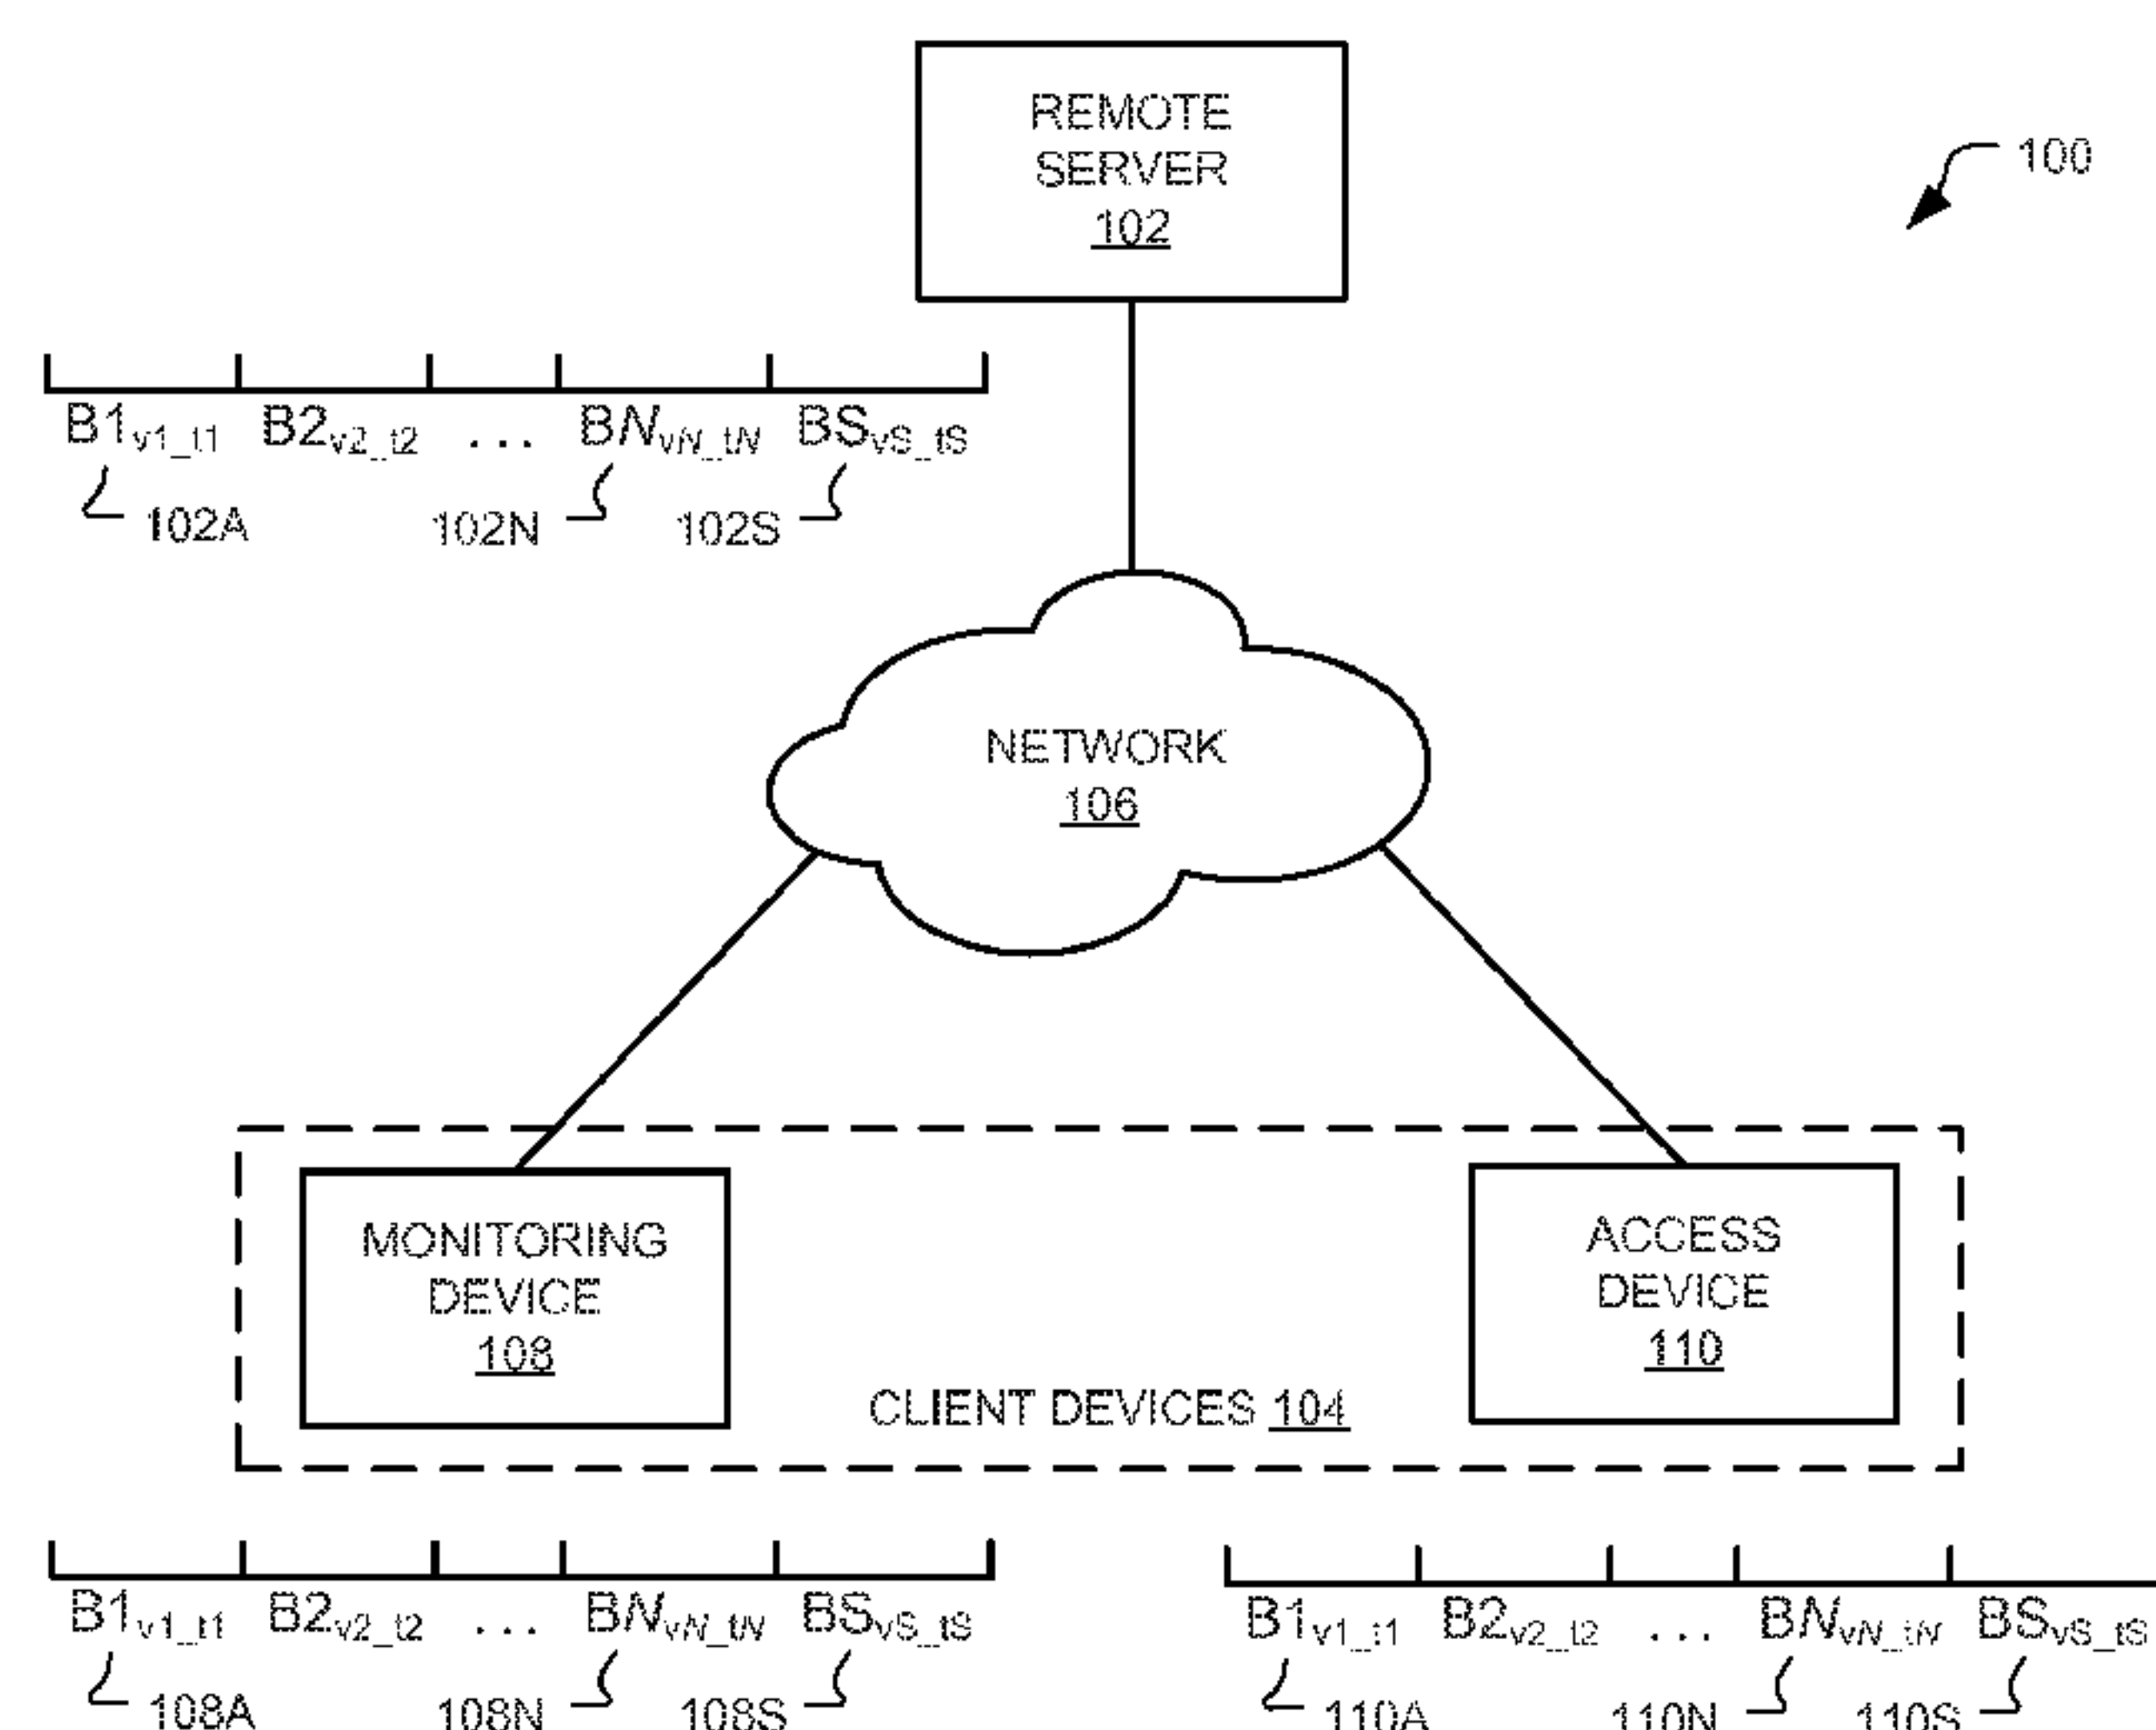 REMOTE
SERVER
102
100
B1v1_t1 B2v2_t2 ... BNvN_tN BSvS_tS
102A 102N 102S
NETWORK
106
MONITORING
DEVICE
108
ACCESS
DEVICE
110
CLIENT DEVICES 104
B1v1_t1 B2v2_t2 ... BNvN_tN BSvS_tS
108A 108N 108S
B1v1_t1 B2v2_t2 ... BNvN_tN BSvS_tS
110A 110N 110S